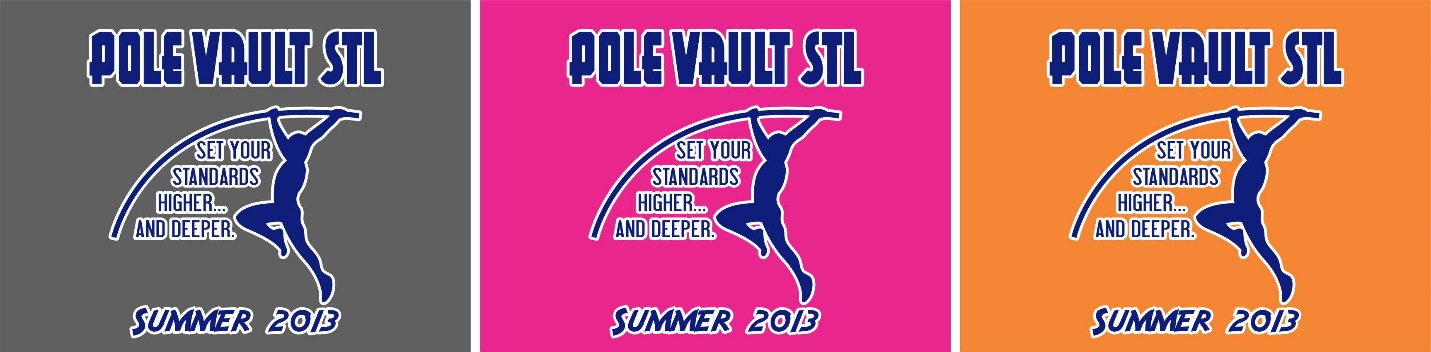 POLE VAULT STL
SET YOUR
STANDARDS
HIGHER...
AND DEEPER.
SUMMER 2013
POLE VAULT STL
SET YOUR
STANDARDS
HIGHER...
AND DEEPER.
SUMMER 2013
POLE VAULT STL
SET YOUR
STANDARDS
HIGHER...
AND DEEPER.
SUMMER 2013